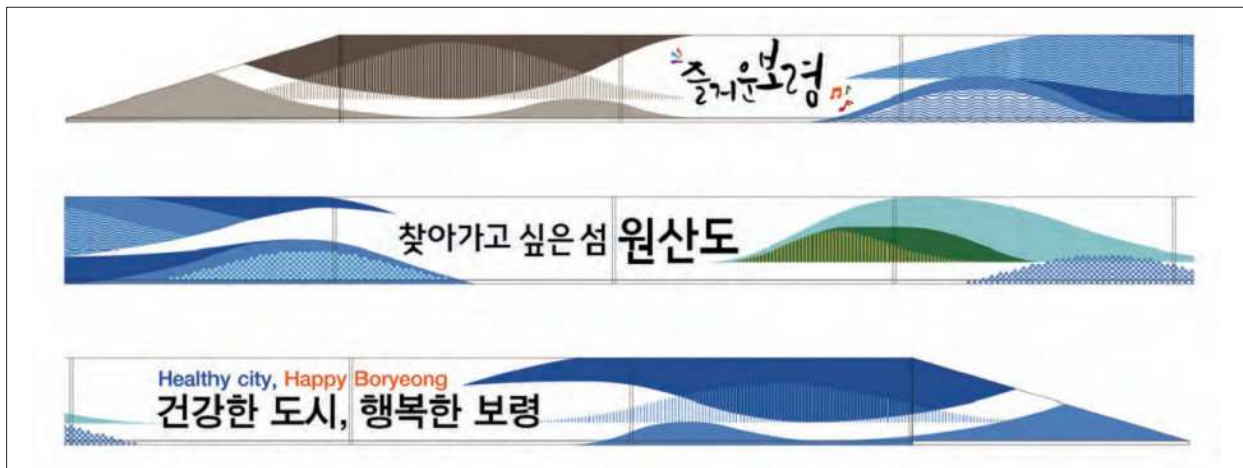 즐거운보령
찾아가고 싶은 섬 원산도
Healthy city, Happy Boryeong
건강한 도시, 행복한 보령